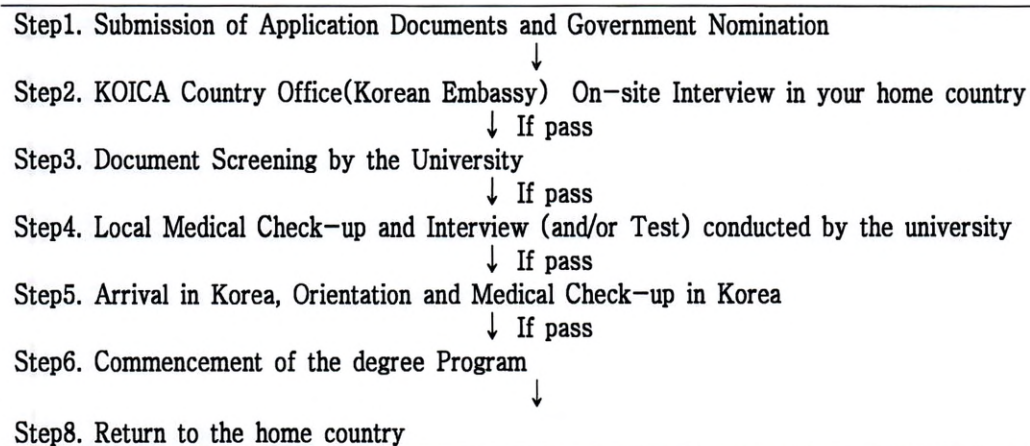 Step1. Submission of Application Documents and Government Nomination
↓
Step2. KOICA Country Office(Korean Embassy) On-site Interview in your home country
↓ If pass
Step3. Document Screening by the University
↓ If pass
Step4. Local Medical Check-up and Interview (and/or Test) conducted by the university
↓ If pass
Step5. Arrival in Korea, Orientation and Medical Check-up in Korea
↓ If pass
Step6. Commencement of the degree Program
↓
Step8. Return to the home country